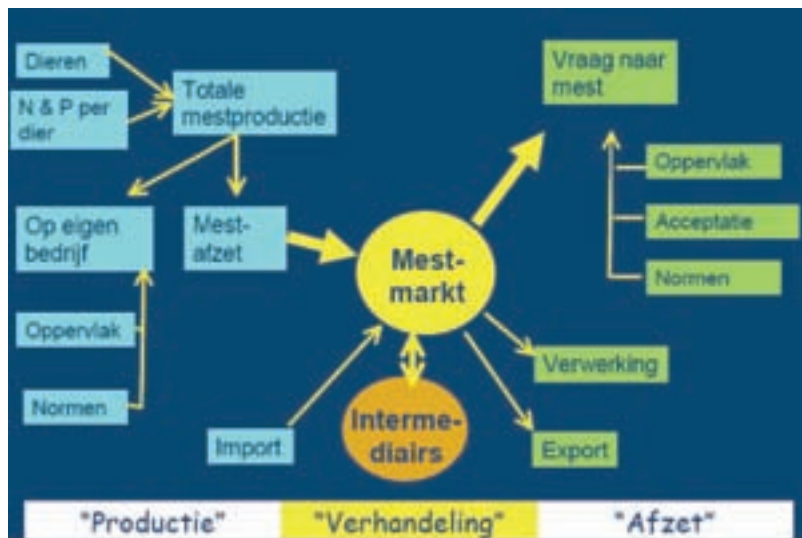 Dieren
N & P per
dier
Totale
mestproductie
Op eigen
bedrijf
Mest-
afzet
Oppervlak
Normen
Import
Mest-
markt
Interme-
diairs
Vraag naar
mest
Oppervlak
Acceptatie
Normen
Verwerking
Export
"Productie"
"Verhandeling"
"Afzet"